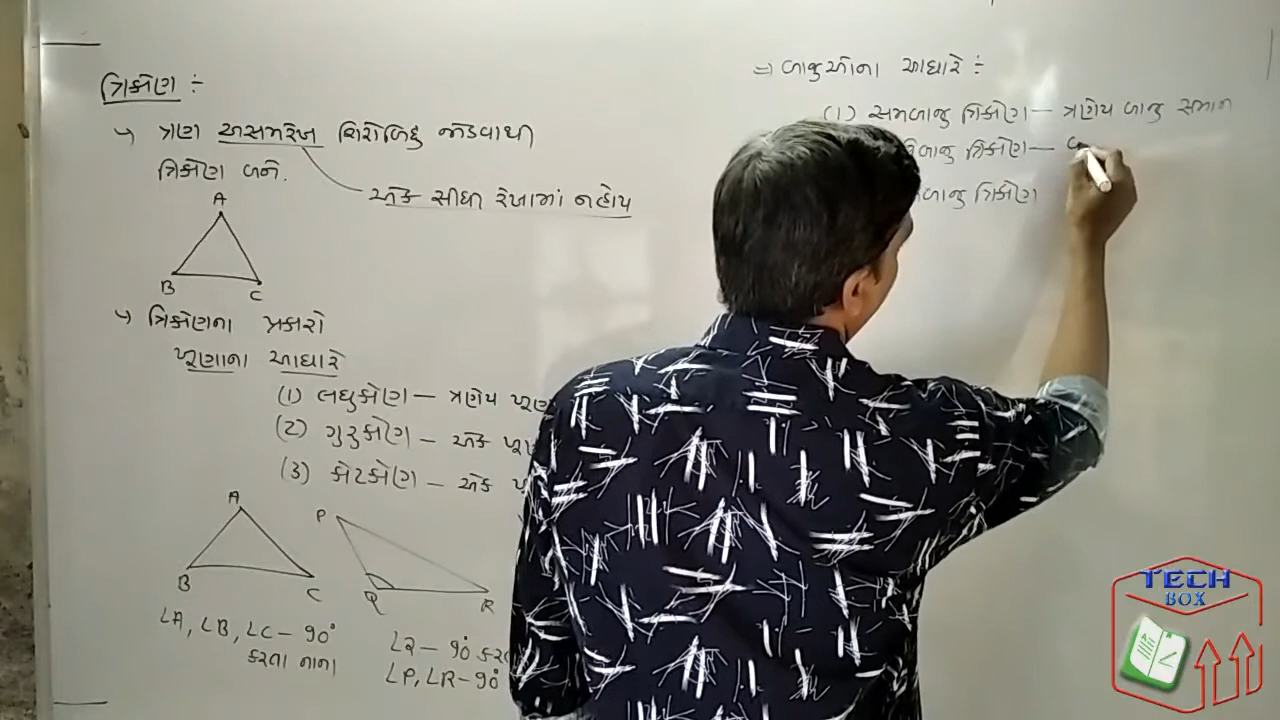 ત્રિકોણ :-
↳ ત્રણ અસમરેખ શિરોબિંદુ જોડવાથી
ત્રિકોણ બને.
એક સીધી રેખામાં ન હોય
A
B C
↳ ત્રિકોણના પ્રકારો
ખૂણાના આધારે
(1) લઘુકોણ — ત્રણેય
(2) ગુરુકોણ — એક
(3) કાટકોણ — એક
A
B C
P
Q R
∠A, ∠B, ∠C - 90°
કરતા નાના
90°
∠P, ∠R - 90°
⇒ બાજુઓના આધારે :-
(1) સમબાજુ ત્રિકોણ — ત્રણેય બાજુ સમાન
ત્રિકોણ —
ત્રિકોણ
TECH
BOX